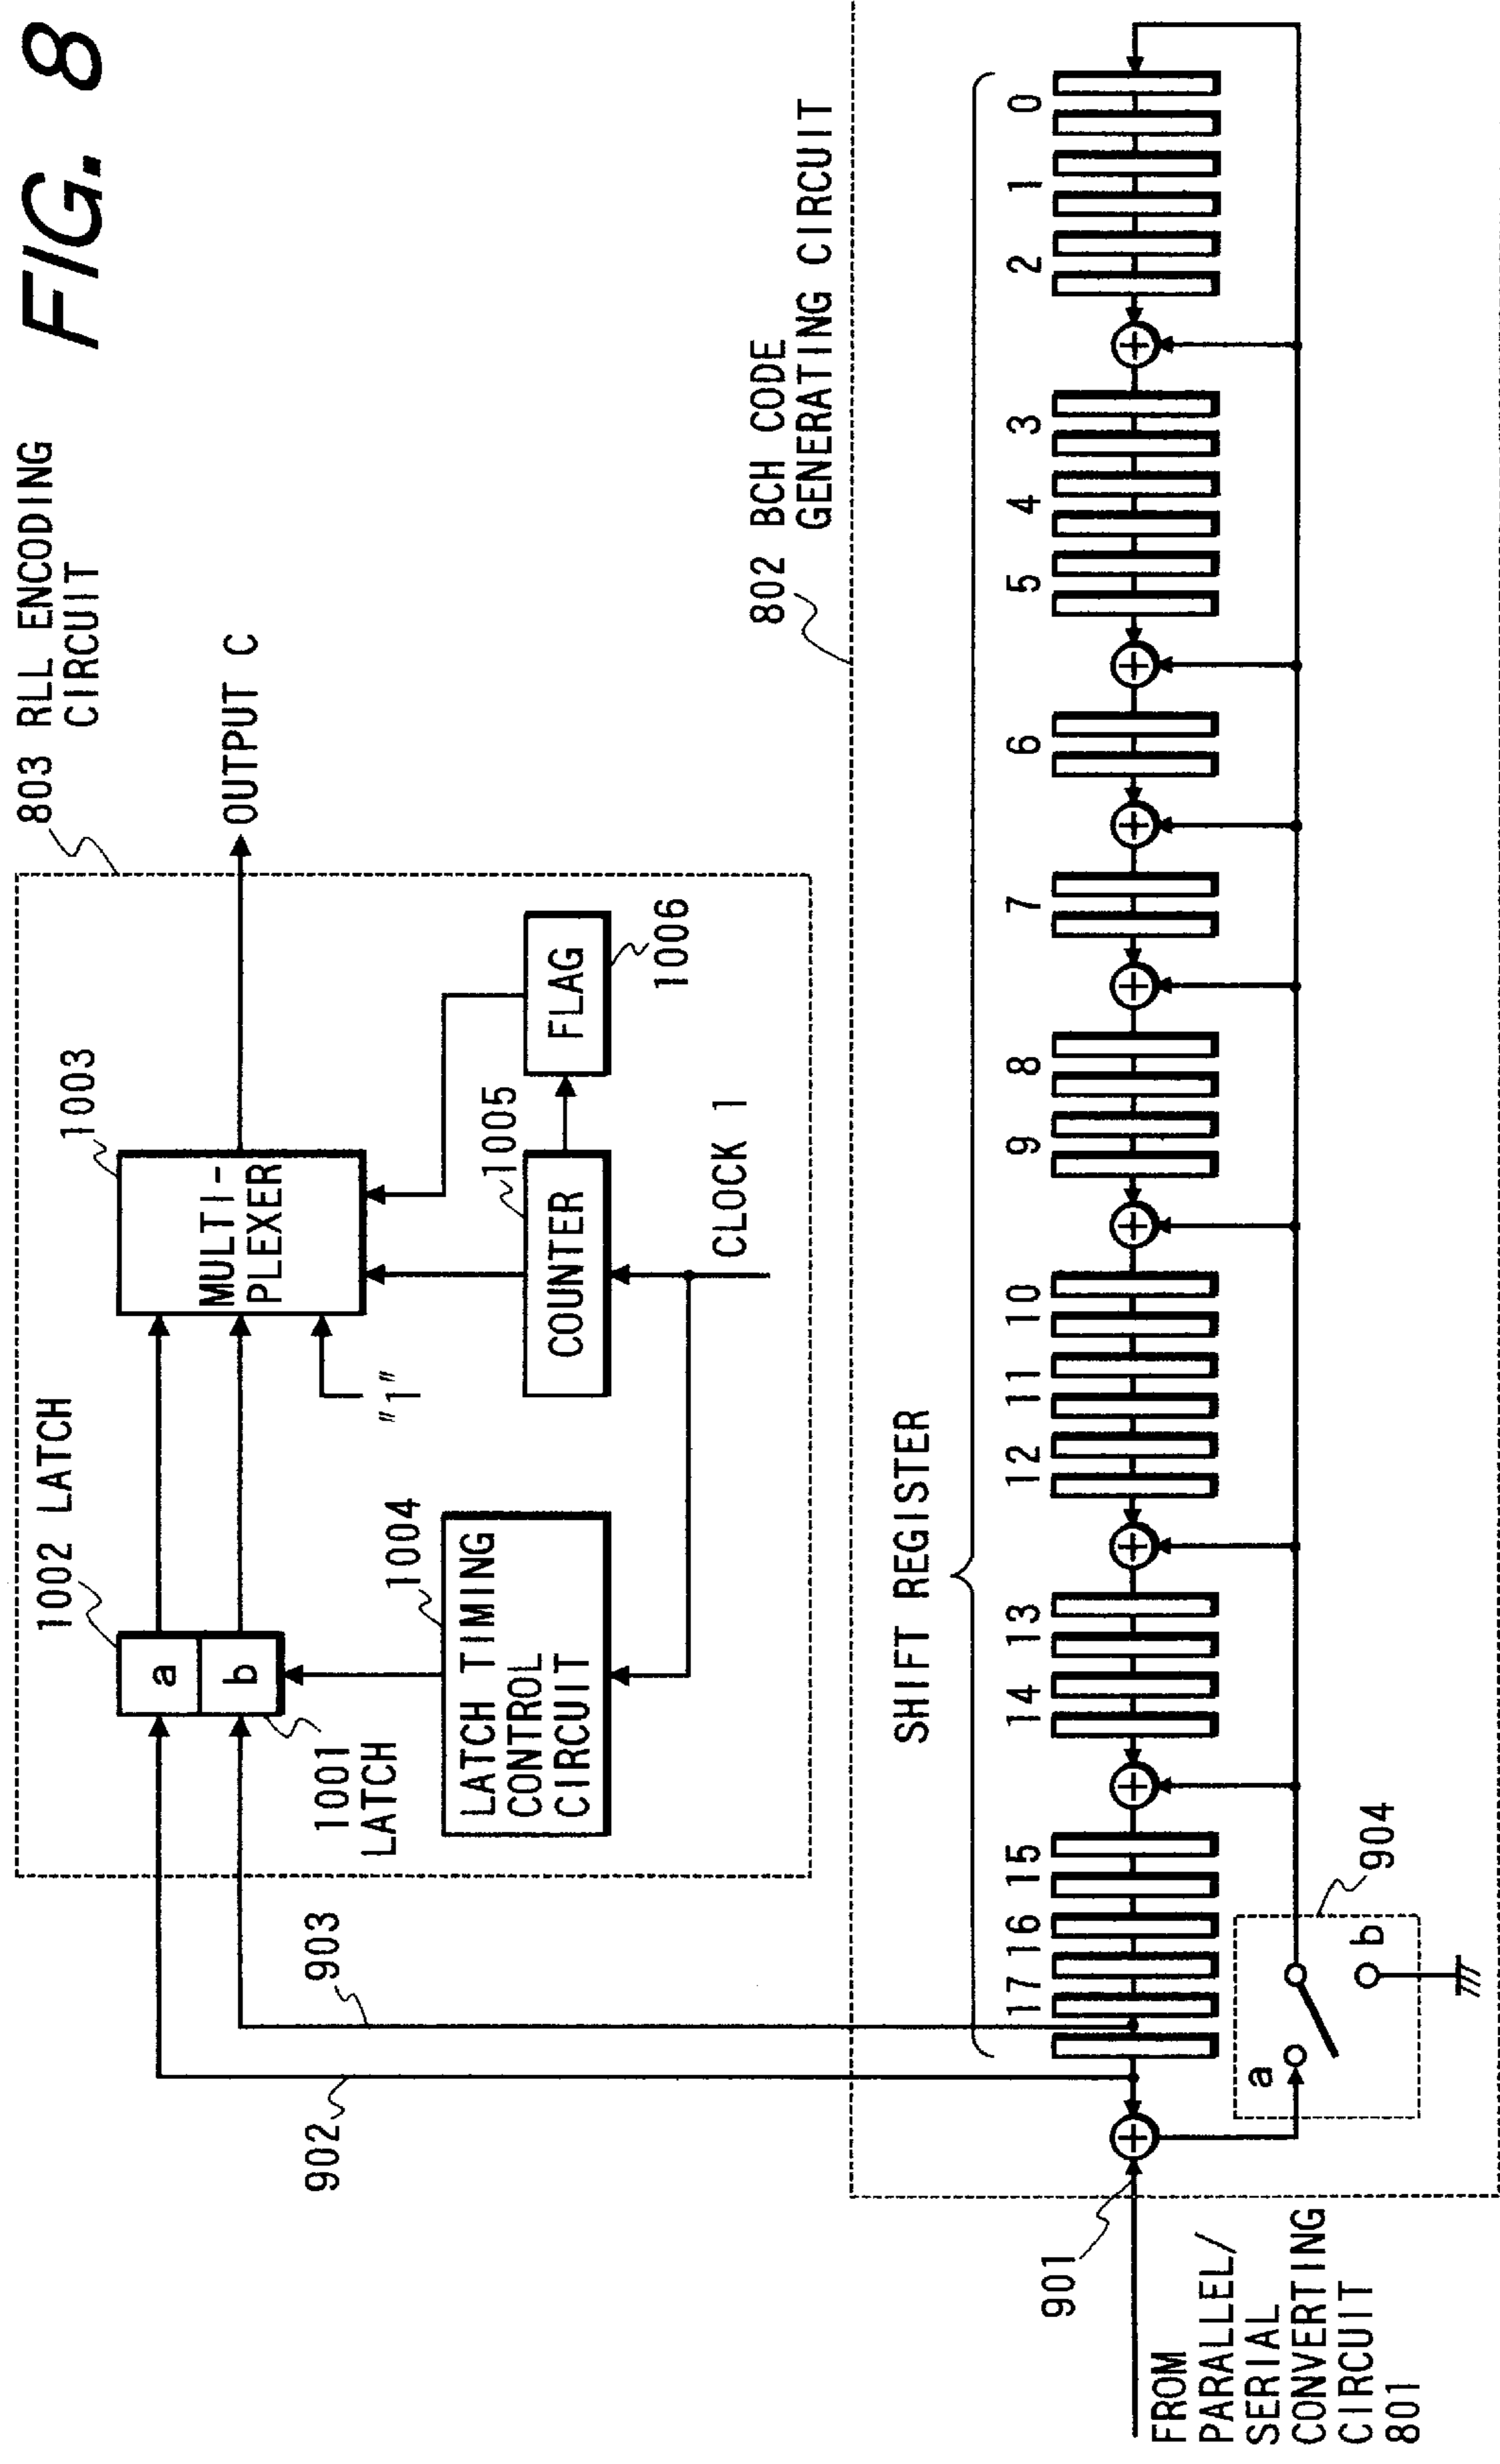 FIG. 8
803 RLL ENCODING
CIRCUIT
1002 LATCH
a
b
1001
LATCH
1003
MULTI-
PLEXER
OUTPUT C
"1"
1004
LATCH TIMING
CONTROL
CIRCUIT
1005
COUNTER
FLAG
1006
CLOCK 1
902
903
802 BCH CODE
GENERATING CIRCUIT
SHIFT REGISTER
17 16 15 14 13 12 11 10 9 8 7 6 5 4 3 2 1 0
901
FROM
PARALLEL/
SERIAL
CONVERTING
CIRCUIT
801
a
b
904